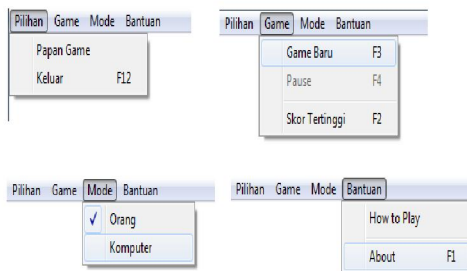 Pilihan Game Mode Bantuan
Papan Game
Keluar F12
Pilihan Game Mode Bantuan
Game Baru F3
Pause F4
Skor Tertinggi F2
Pilihan Game Mode Bantuan
✓ Orang
Komputer
Pilihan Game Mode Bantuan
How to Play
About F1